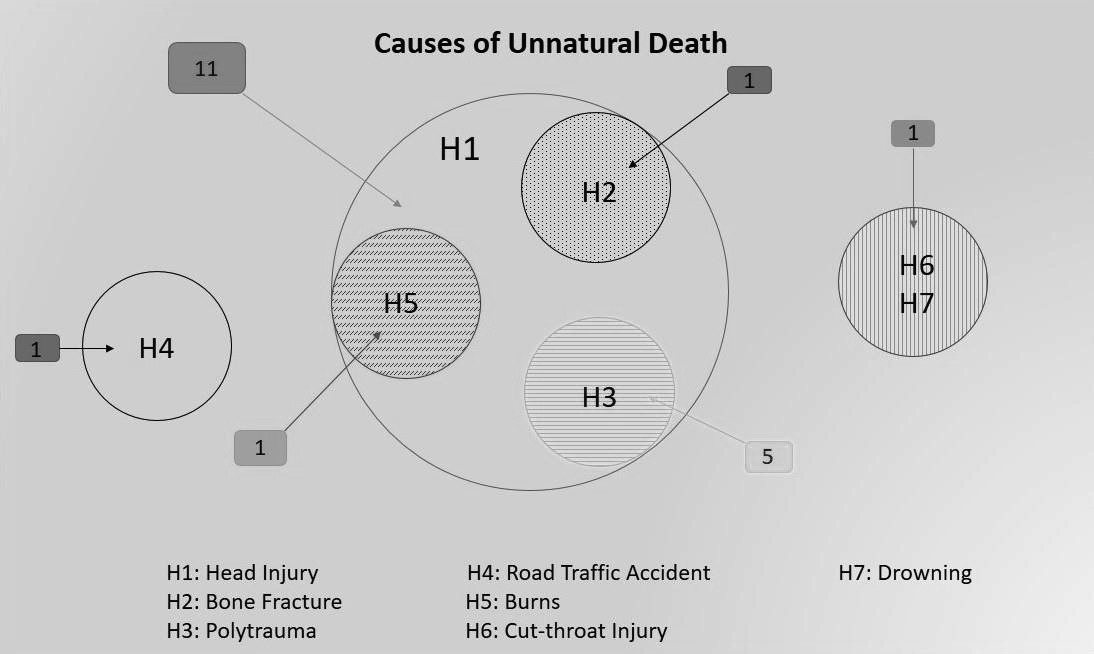 Causes of Unnatural Death
11
1
1
H1
H2
H6
H7
H5
1
H4
H3
1
5
H1: Head Injury
H2: Bone Fracture
H3: Polytrauma
H4: Road Traffic Accident
H5: Burns
H6: Cut-throat Injury
H7: Drowning